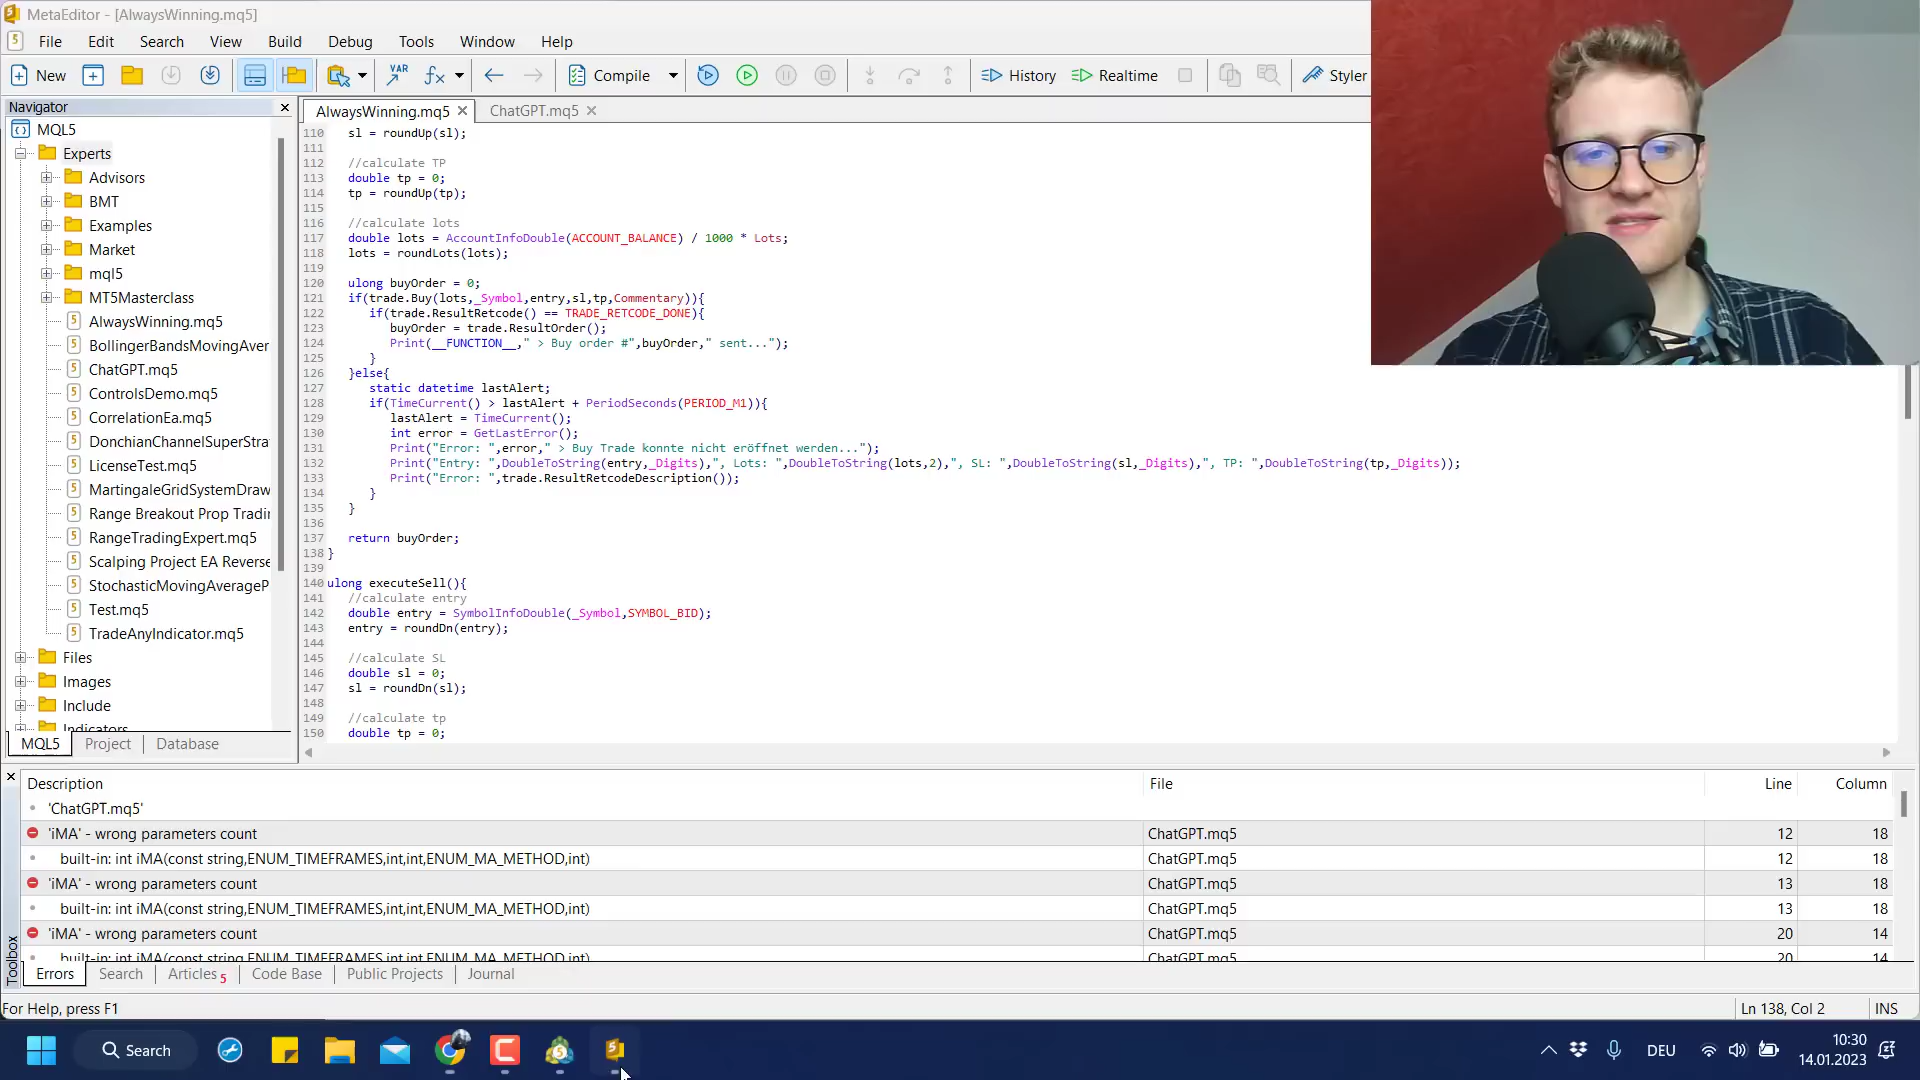 MetaEditor - [AlwaysWinning.mq5]
File Edit Search View Build Debug Tools Window Help
New Compile History Realtime Styler
Navigator
AlwaysWinning.mq5 ChatGPT.mq5
MQL5
Experts
Advisors
BMT
Examples
Market
mql5
MT5Masterclass
AlwaysWinning.mq5
BollingerBandsMovingAver
ChatGPT.mq5
ControlsDemo.mq5
CorrelationEa.mq5
DonchianChannelSuperStra
LicenseTest.mq5
MartingaleGridSystemDraw
Range Breakout Prop Tradi
RangeTradingExpert.mq5
Scalping Project EA Reverse
StochasticMovingAverageP
Test.mq5
TradeAnyIndicator.mq5
Files
Images
Include
Indicators
MQL5 Project Database
110 sl = roundUp(sl);
111
112 //calculate TP
113 double tp = 0;
114 tp = roundUp(tp);
115
116 //calculate lots
117 double lots = AccountInfoDouble(ACCOUNT_BALANCE) / 1000 * Lots;
118 lots = roundLots(lots);
119
120 ulong buyOrder = 0;
121 if(trade.Buy(lots,_Symbol,entry,sl,tp,Commentary)){
122 if(trade.ResultRetcode() == TRADE_RETCODE_DONE){
123 buyOrder = trade.ResultOrder();
124 Print(__FUNCTION__," > Buy order #",buyOrder," sent...");
125 }
126 }else{
127 static datetime lastAlert;
128 if(TimeCurrent() > lastAlert + PeriodSeconds(PERIOD_M1)){
129 lastAlert = TimeCurrent();
130 int error = GetLastError();
131 Print("Error: ",error," > Buy Trade konnte nicht eröffnet werden...");
132 Print("Entry: ",DoubleToString(entry,_Digits),", Lots: ",DoubleToString(lots,2),", SL: ",DoubleToString(sl,_Digits),", TP: ",DoubleToString(tp,_Digits));
133 Print("Error: ",trade.ResultRetcodeDescription());
134 }
135 }
136
137 return buyOrder;
138 }
139
140 ulong executeSell(){
141 //calculate entry
142 double entry = SymbolInfoDouble(_Symbol,SYMBOL_BID);
143 entry = roundDn(entry);
144
145 //calculate SL
146 double sl = 0;
147 sl = roundDn(sl);
148
149 //calculate tp
150 double tp = 0;
Description File Line Column
'ChatGPT.mq5'
'iMA' - wrong parameters count ChatGPT.mq5 12 18
built-in: int iMA(const string,ENUM_TIMEFRAMES,int,int,ENUM_MA_METHOD,int) ChatGPT.mq5 12 18
'iMA' - wrong parameters count ChatGPT.mq5 13 18
built-in: int iMA(const string,ENUM_TIMEFRAMES,int,int,ENUM_MA_METHOD,int) ChatGPT.mq5 13 18
'iMA' - wrong parameters count ChatGPT.mq5 20 14
built-in: int iMA(const string,ENUM_TIMEFRAMES,int,int,ENUM_MA_METHOD,int) ChatGPT.mq5 20 14
Toolbox
Errors Search Articles 5 Code Base Public Projects Journal
For Help, press F1 Ln 138, Col 2 INS
Search DEU 10:30
14.01.2023